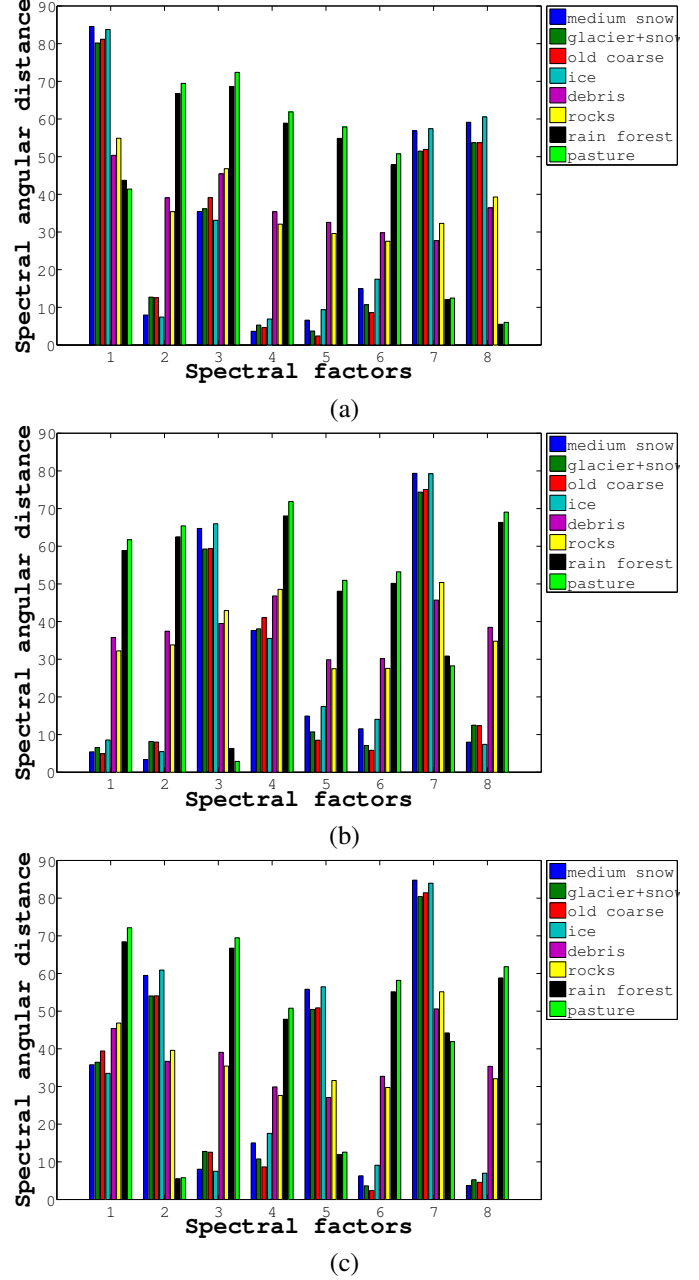 90
80
70
60
50
40
30
20
10
0
Spectral angular distance
1 2 3 4 5 6 7 8
Spectral factors
medium snow
glacier+snow
old coarse
ice
debris
rocks
rain forest
pasture
(a)
90
80
70
60
50
40
30
20
10
0
Spectral angular distance
1 2 3 4 5 6 7 8
Spectral factors
medium snow
glacier+snow
old coarse
ice
debris
rocks
rain forest
pasture
(b)
90
80
70
60
50
40
30
20
10
0
Spectral angular distance
1 2 3 4 5 6 7 8
Spectral factors
medium snow
glacier+snow
old coarse
ice
debris
rocks
rain forest
pasture
(c)